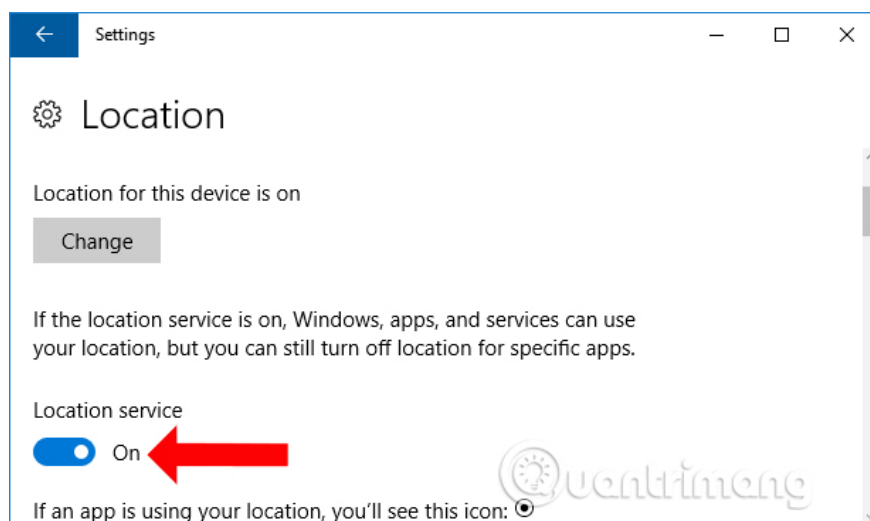 Settings
Location
Location for this device is on
Change
If the location service is on, Windows, apps, and services can use
your location, but you can still turn off location for specific apps.
Location service
On
Quantrimang
If an app is using your location, you'll see this icon: